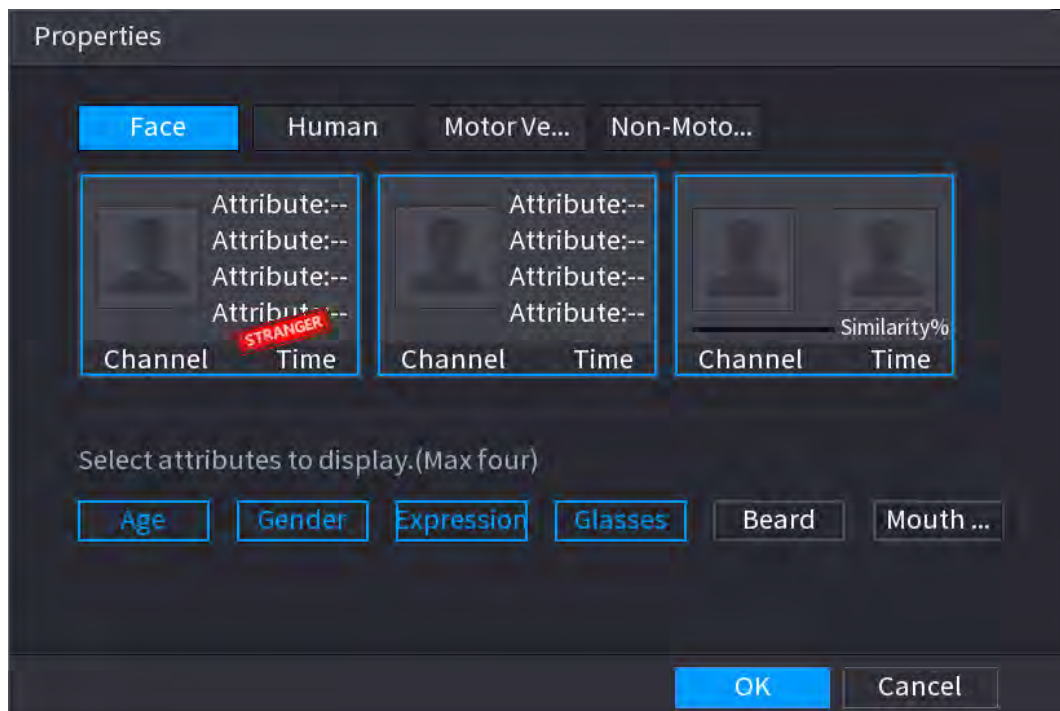 Properties
Face Human Motor Ve... Non-Moto...
Attribute:-- Attribute:--
Attribute:-- Attribute:--
Attribute:-- Attribute:--
Attribute:-- Attribute:--
STRANGER Similarity%
Channel Time Channel Time Channel Time
Select attributes to display.(Max four)
Age Gender Expression Glasses Beard Mouth ...
OK Cancel